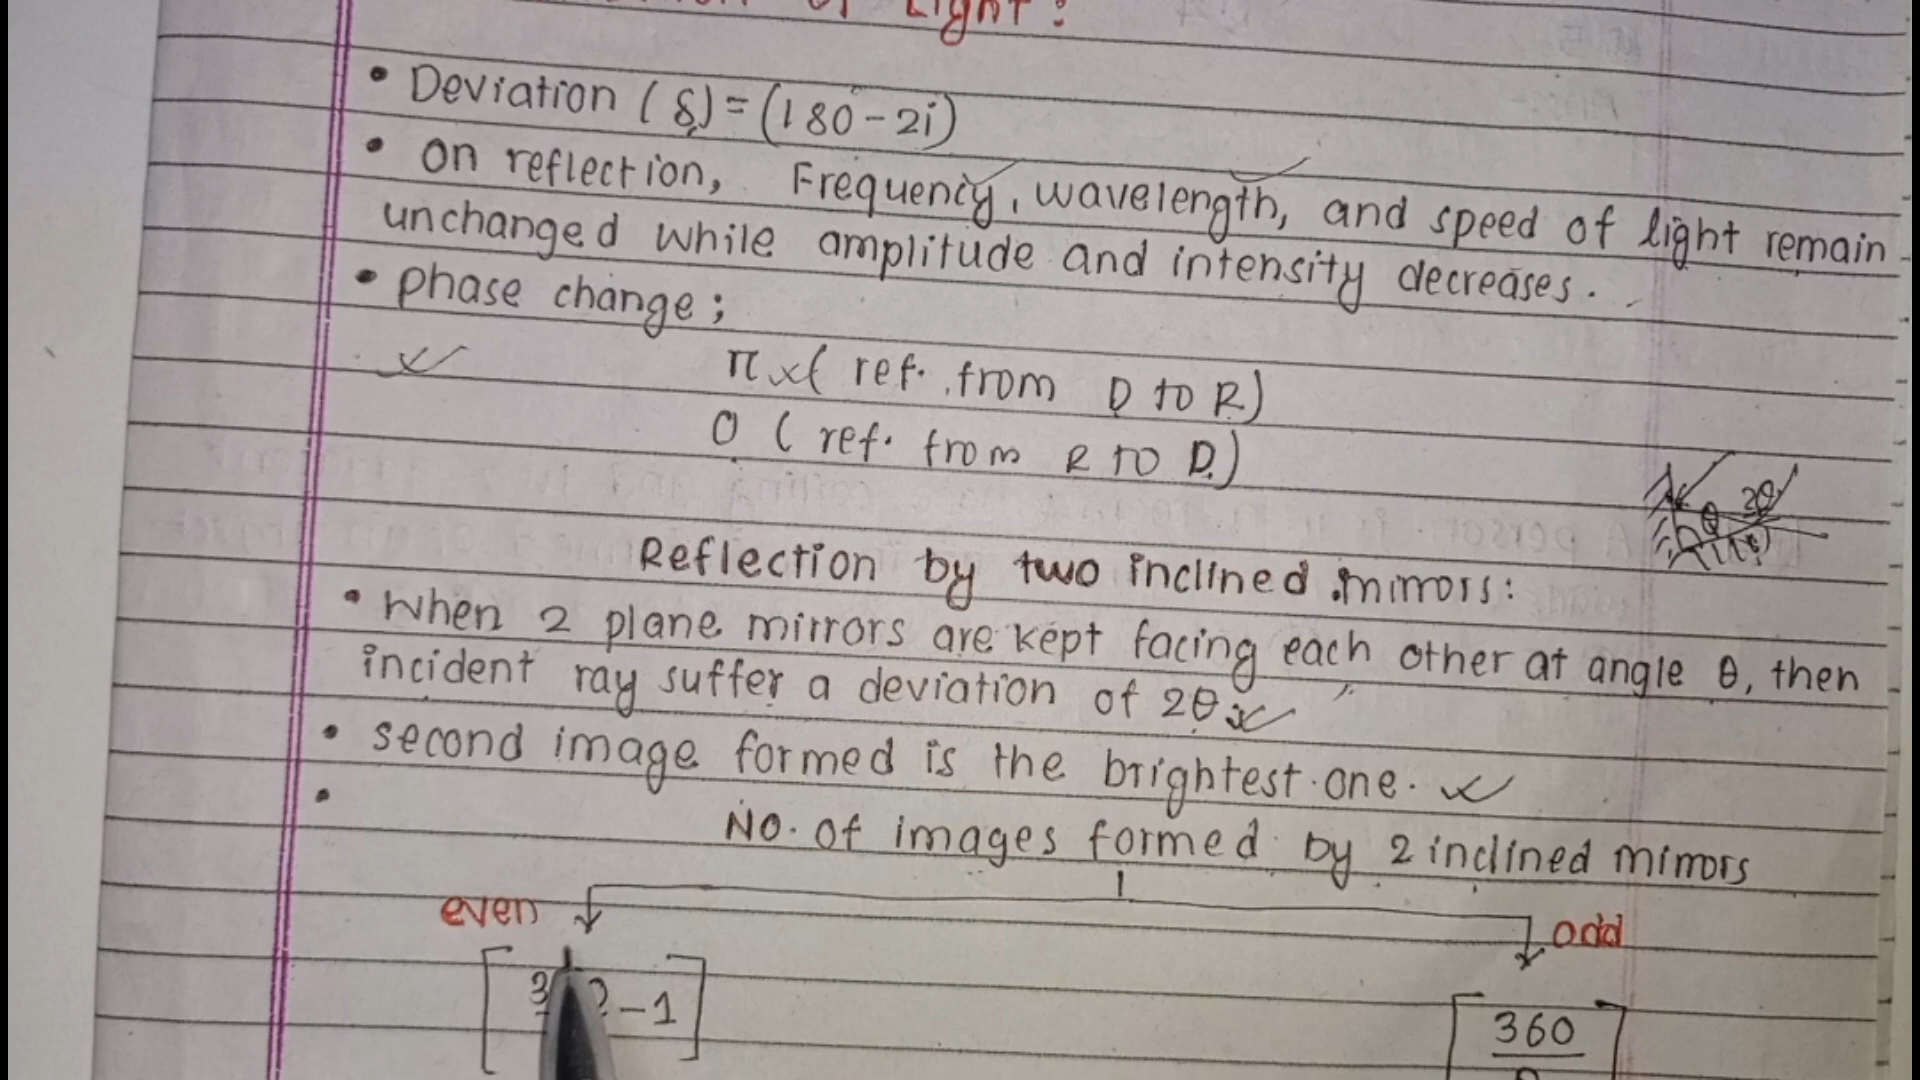 Light:
• Deviation (δ) = (180 - 2i)
• on reflection, Frequency, wavelength, and speed of light remain
unchanged while amplitude and intensity decreases.
• phase change;
π (ref. from D to R)
0 (ref. from R to D)
θ 2θ
Reflection by two inclined mirrors:
• When 2 plane mirrors are kept facing each other at angle θ, then
incident ray suffer a deviation of 2θ
• second image formed is the brightest one.
•
No. of images formed by 2 inclined mirrors
even odd
- 1
360